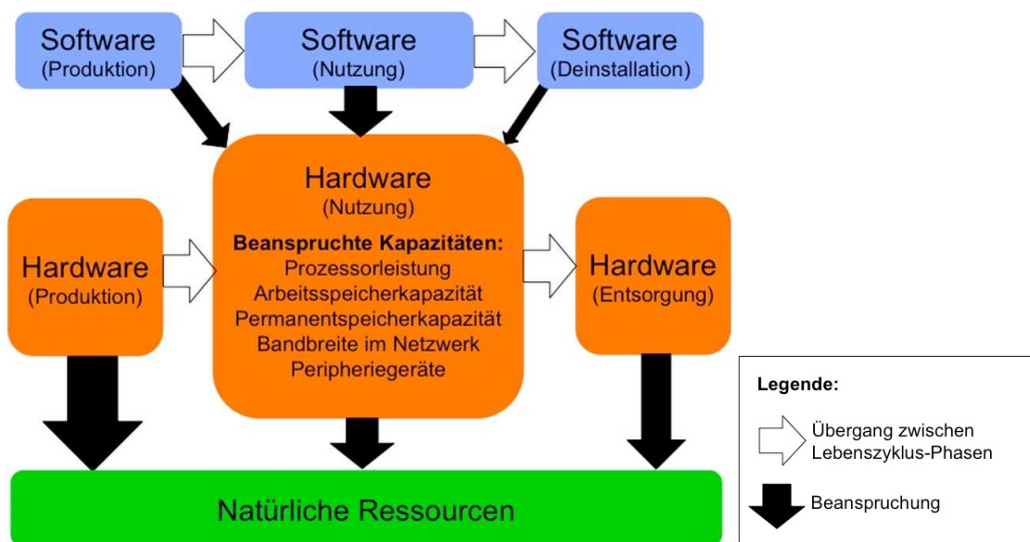 Software
(Produktion)
Software
(Nutzung)
Software
(Deinstallation)
Hardware
(Produktion)
Hardware
(Nutzung)
Beanspruchte Kapazitäten:
Prozessorleistung
Arbeitsspeicherkapazität
Permanentspeicherkapazität
Bandbreite im Netzwerk
Peripheriegeräte
Hardware
(Entsorgung)
Natürliche Ressourcen
Legende:
Übergang zwischen
Lebenszyklus-Phasen
Beanspruchung